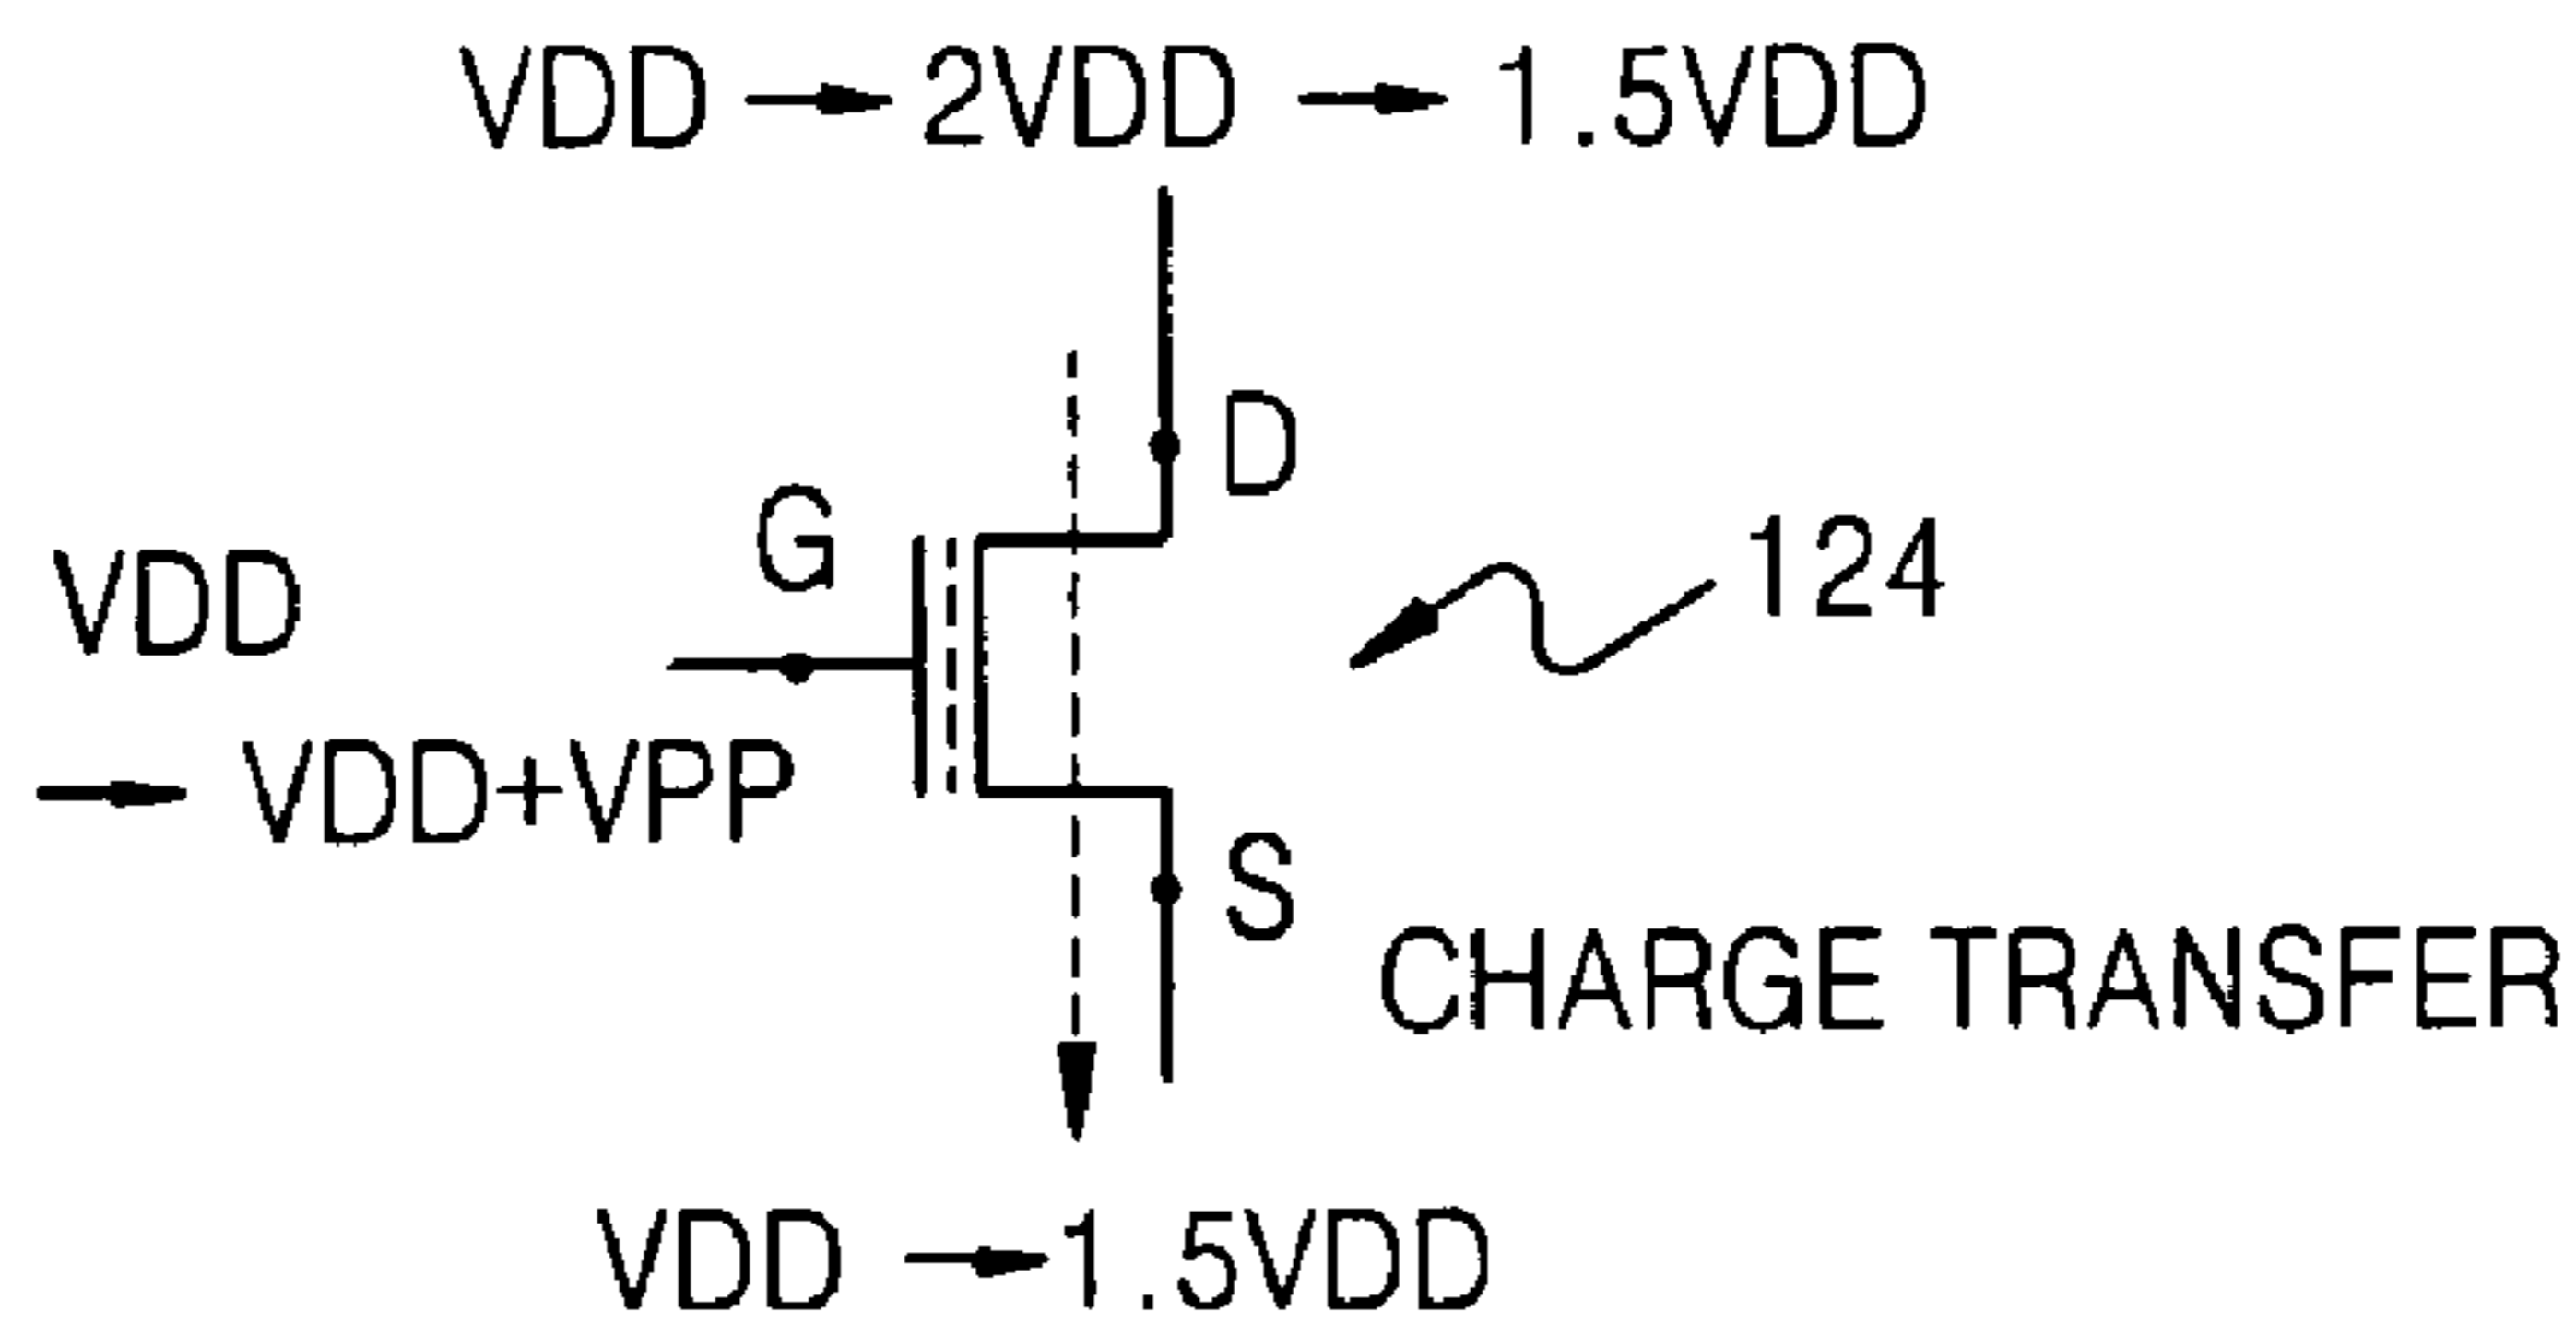 VDD → 2VDD → 1.5VDD
D
G
124
VDD
→ VDD+VPP
S
CHARGE TRANSFER
VDD → 1.5VDD